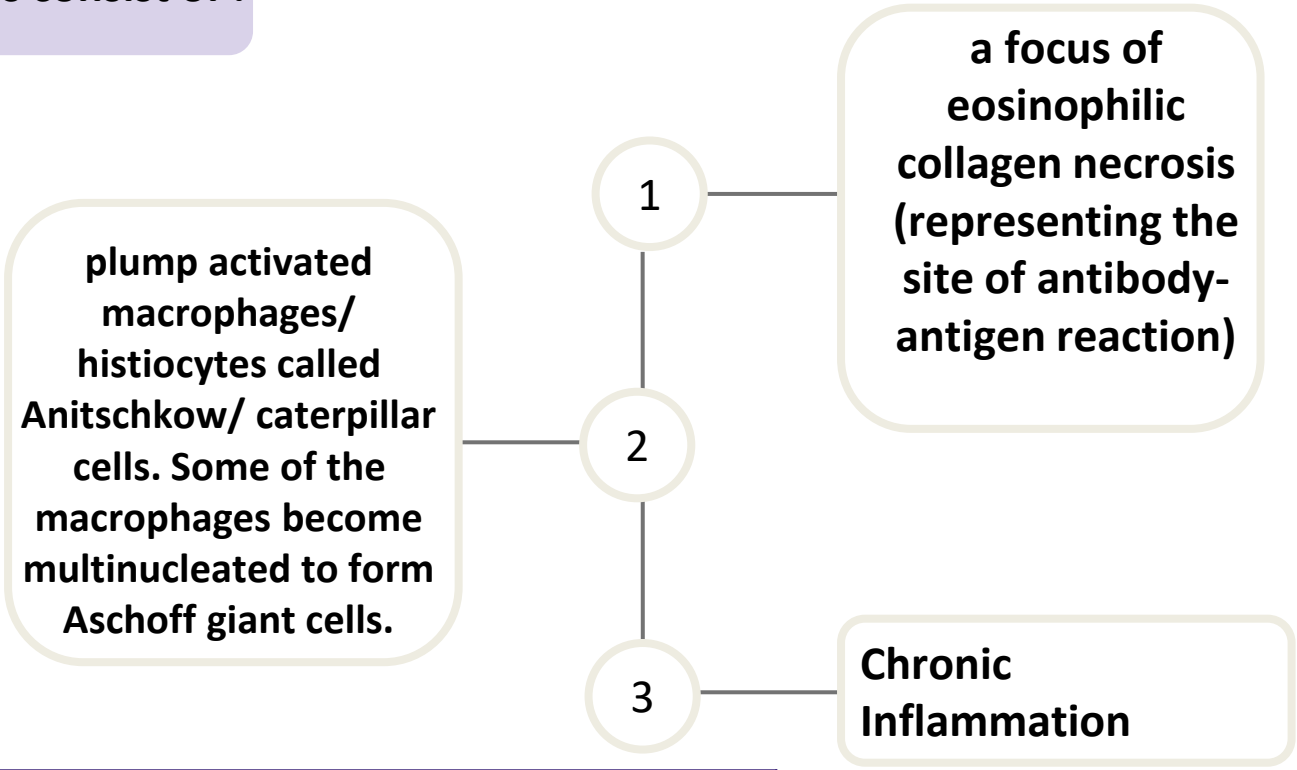 consist of :
1
a focus of
eosinophilic
collagen necrosis
(representing the
site of antibody-
antigen reaction)
2
plump activated
macrophages/
histiocytes called
Anitschkow/ caterpillar
cells. Some of the
macrophages become
multinucleated to form
Aschoff giant cells.
3
Chronic
Inflammation